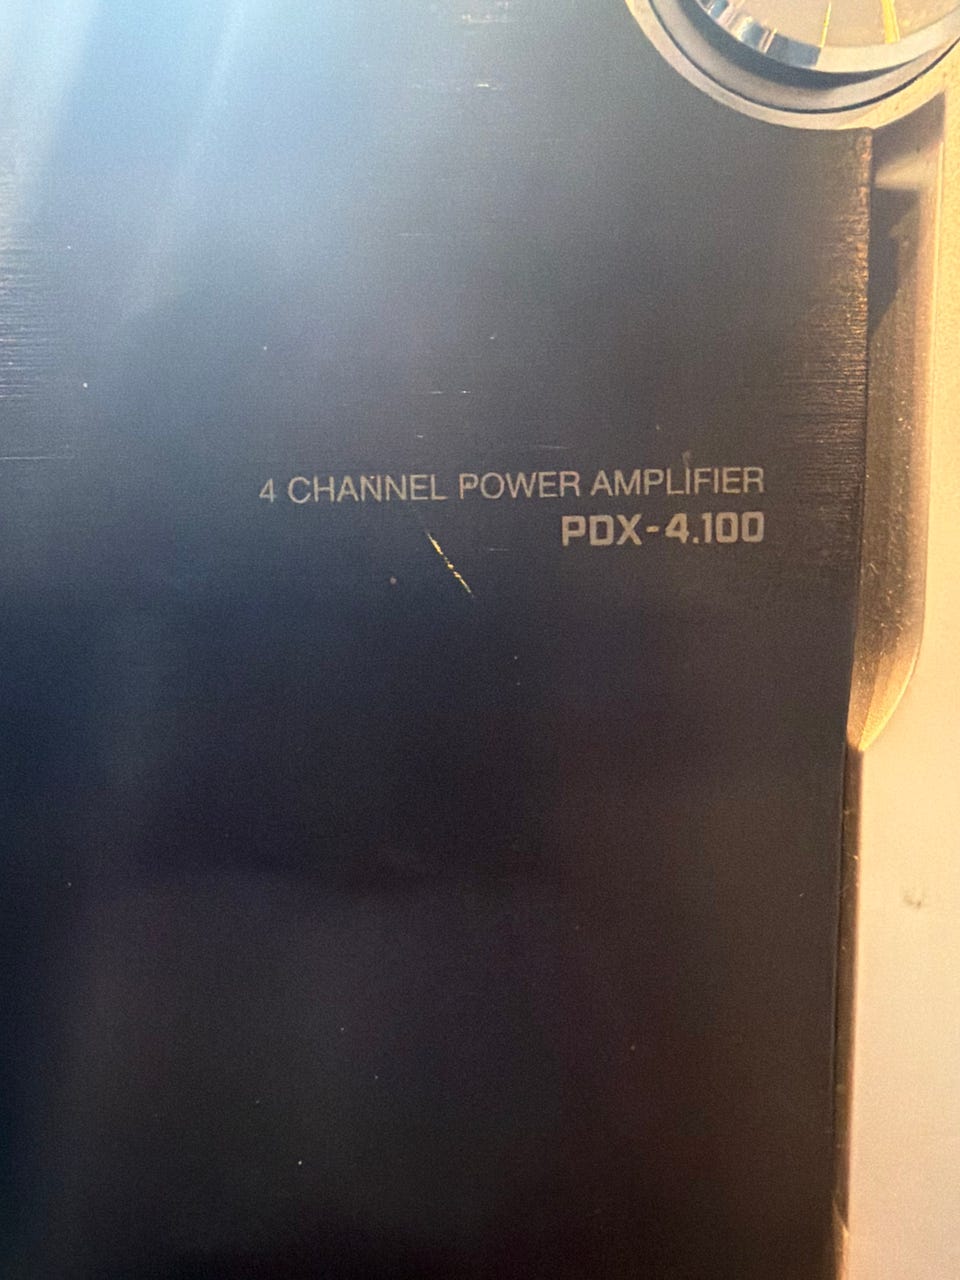 4 CHANNEL POWER AMPLIFIER
PDX-4.100